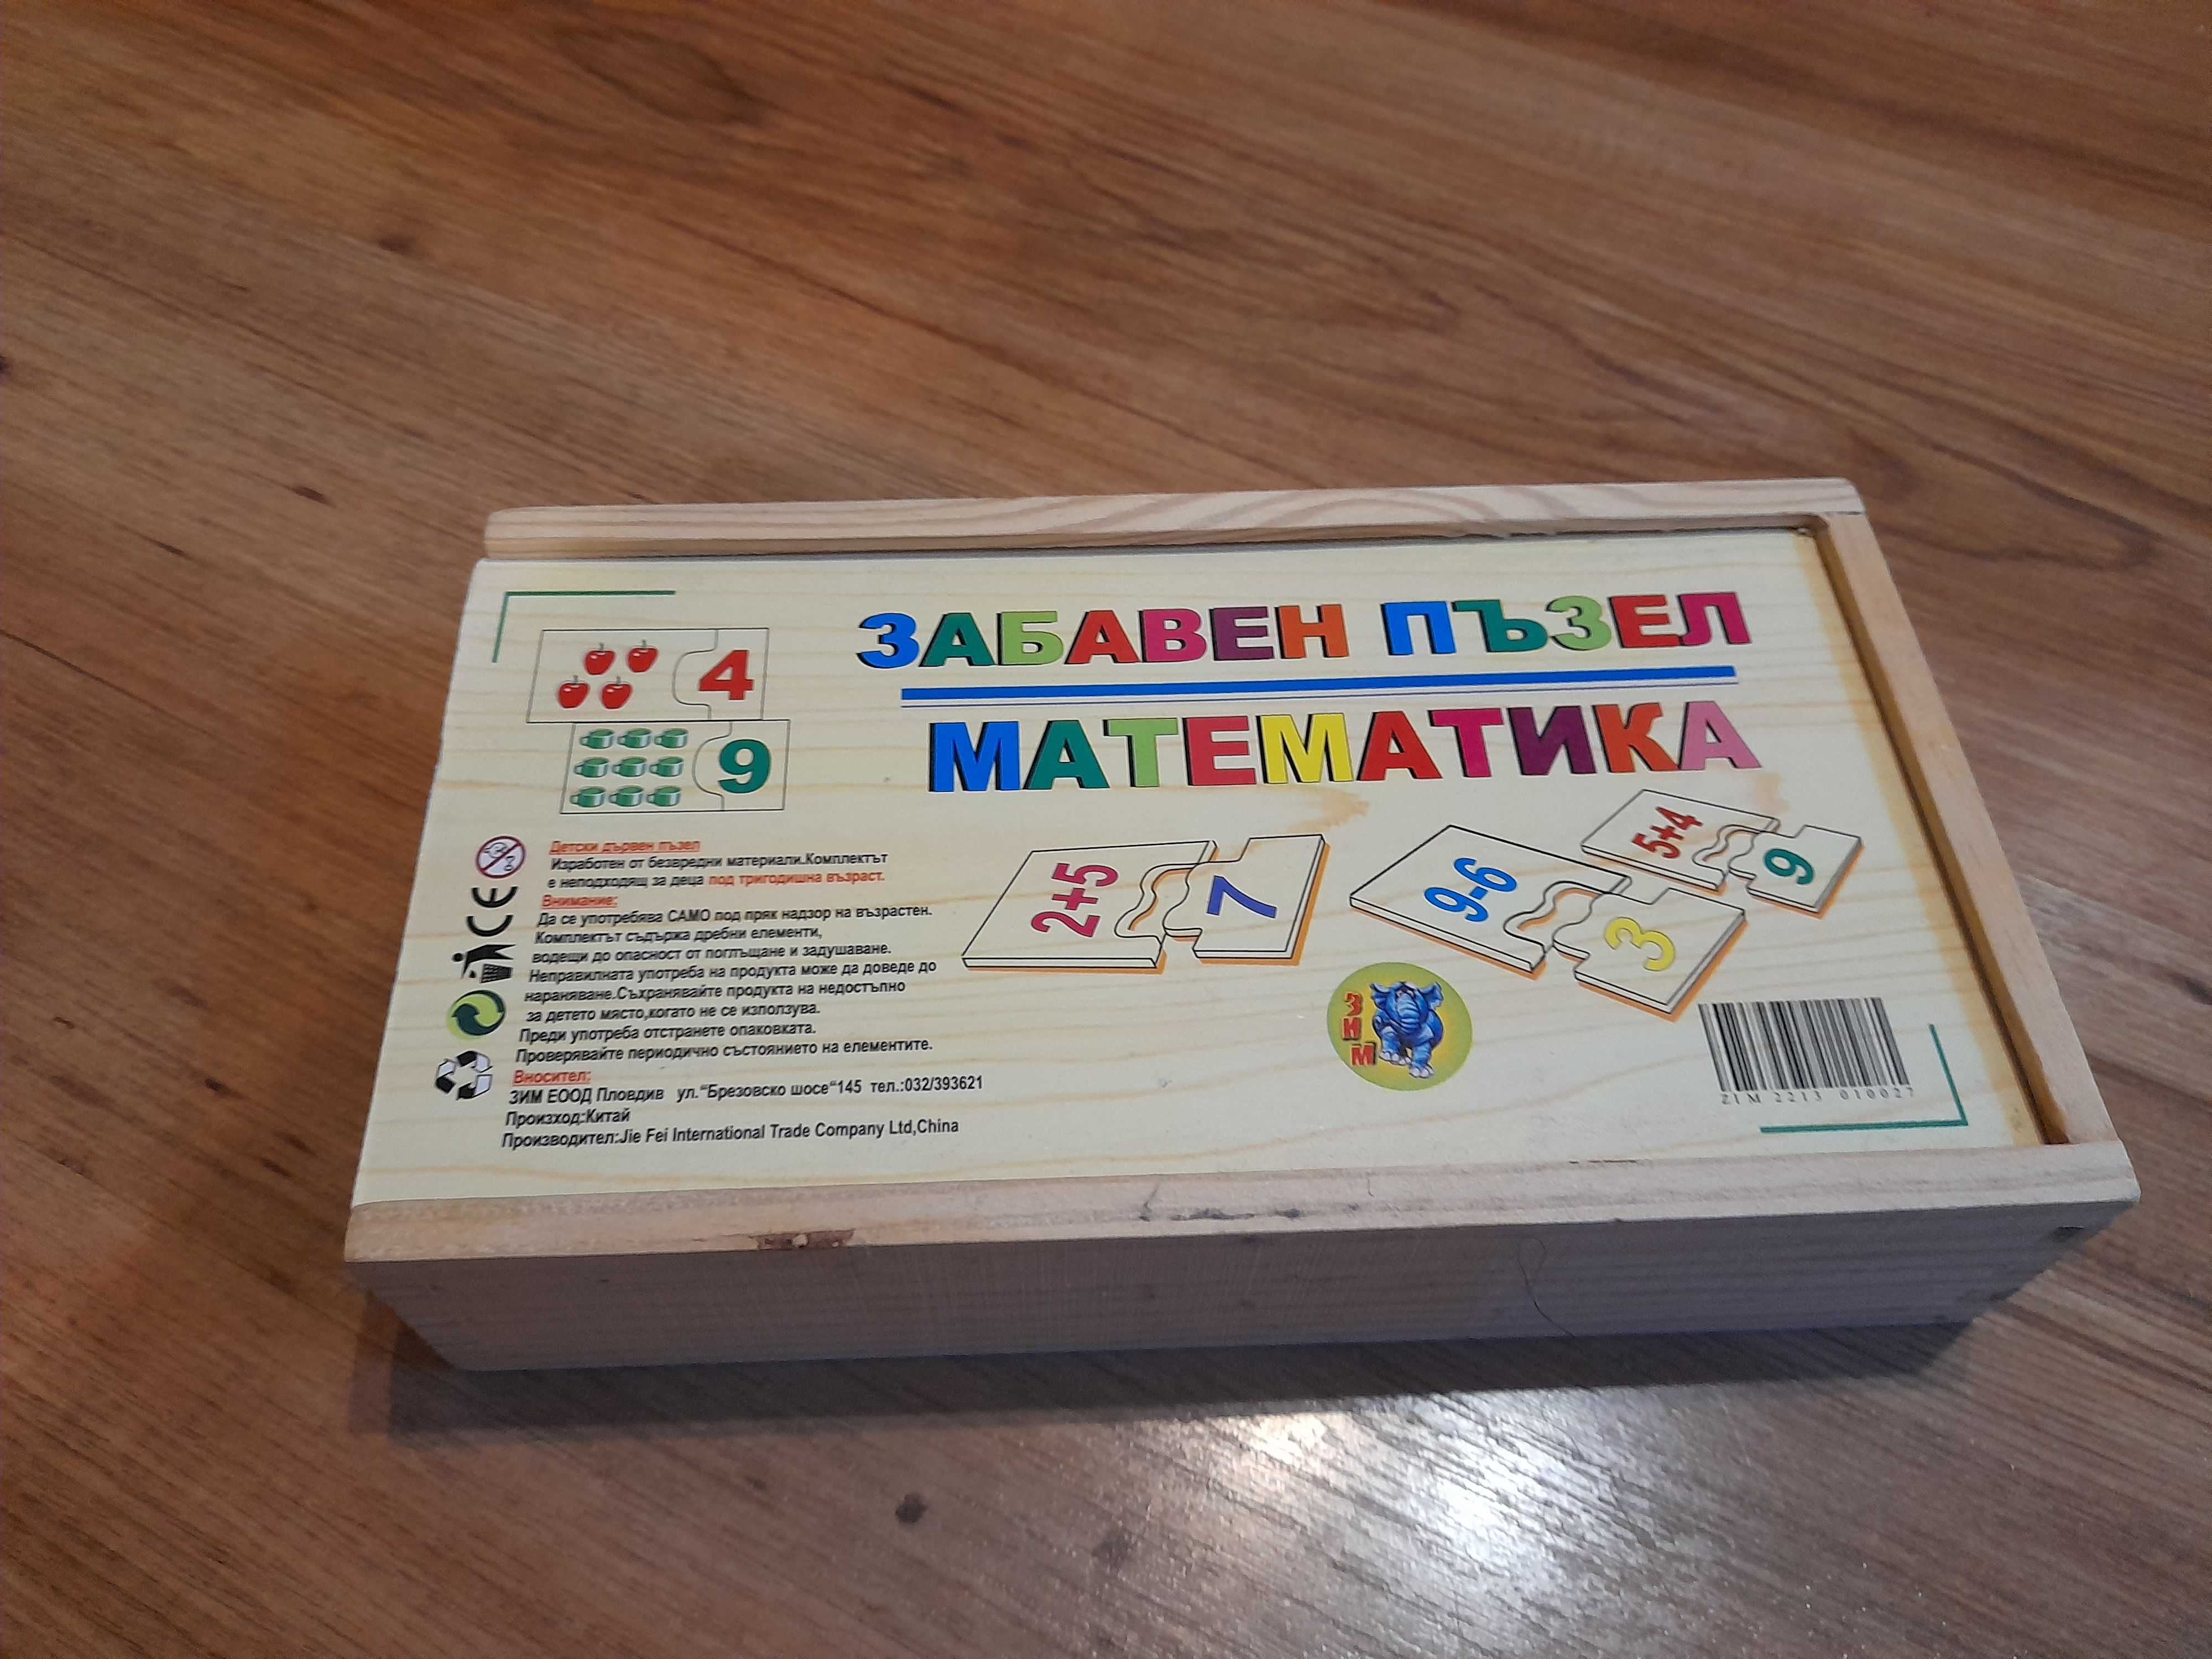 ЗАБАВЕН ПЪЗЕЛ
МАТЕМАТИКА
4
9
2+5
7
9-6
3
5+4
9
Детски дървен пъзел
Изработен от безвредни материали.Комплектът
е неподходящ за деца под тригодишна възраст.
Внимание:
Да се употребява САМО под пряк надзор на възрастен.
Комплектът съдържа дребни елементи,
водещи до опасност от поглъщане и задушаване.
Неправилната употреба на продукта може да доведе до
нараняване.Съхранявайте продукта на недостъпно
за детето място,когато не се използува.
Преди употреба отстранете опаковката.
Проверявайте периодично състоянието на елементите.
Вносител:
ЗИМ ЕООД Пловдив ул."Брезовско шосе"145 тел.:032/393621
Произход:Китай
Производител:Jie Fei International Trade Company Ltd,China
CE
ЗИМ
ZIM 2213 010027